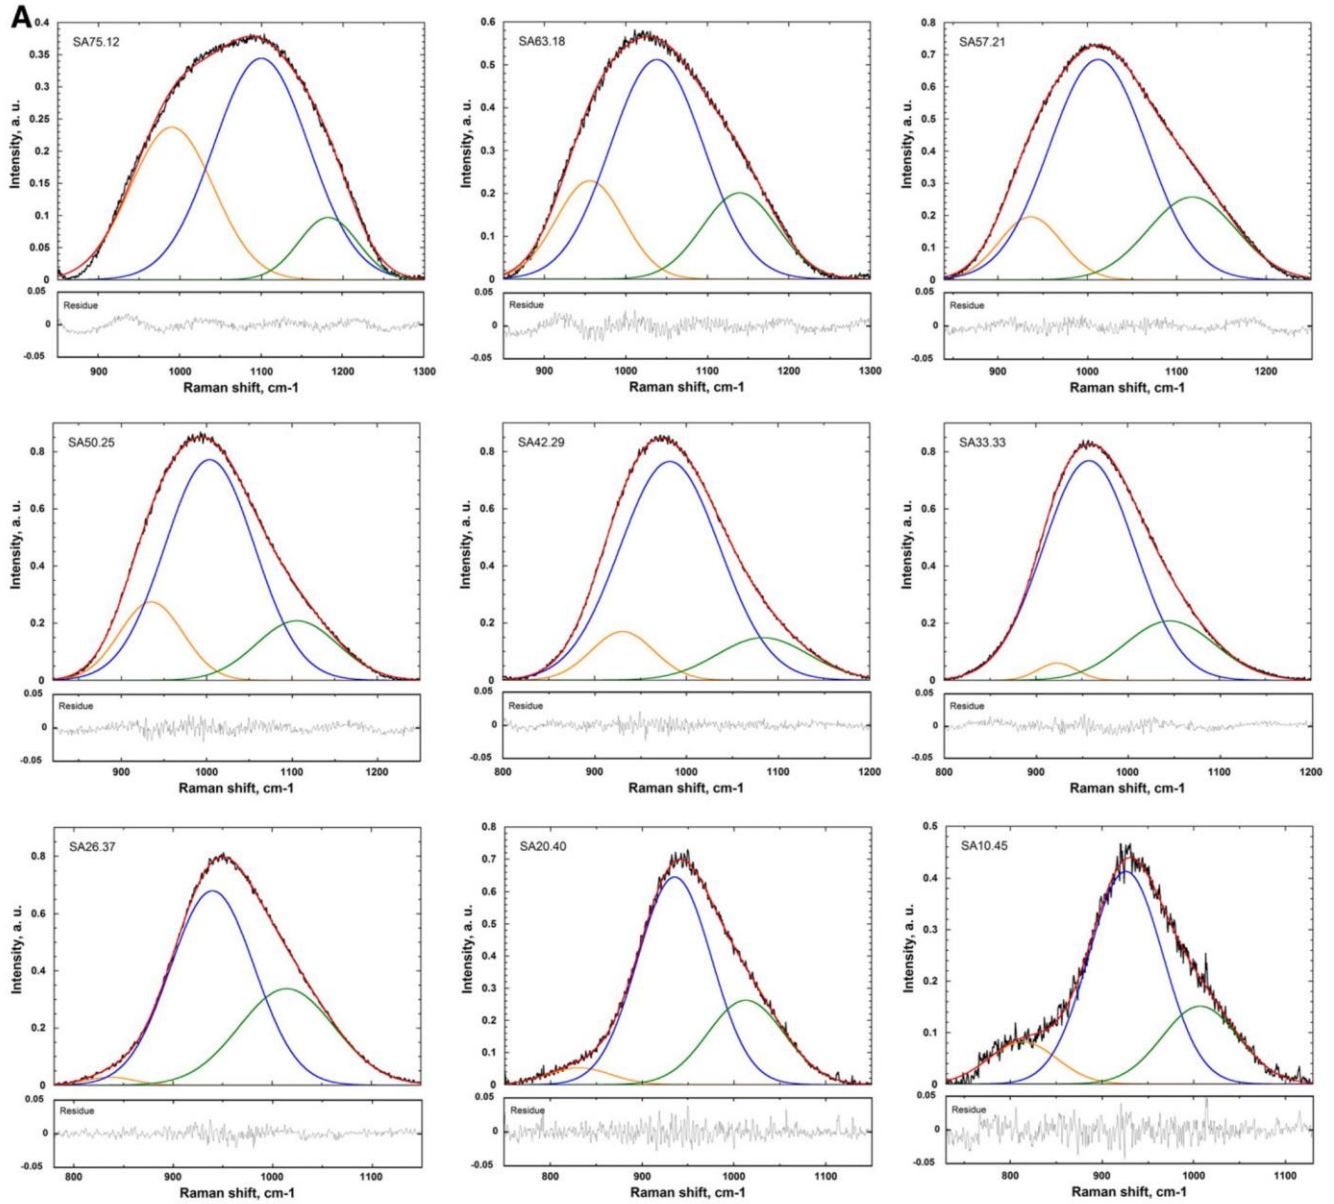 A
SA75.12
Intensity, a. u.
0.4
0.35
0.3
0.25
0.2
0.15
0.1
0.05
0
0.05
Residue
0
-0.05
900 1000 1100 1200 1300
Raman shift, cm-1
SA63.18
Intensity, a. u.
0.6
0.5
0.4
0.3
0.2
0.1
0
0.05
Residue
0
-0.05
900 1000 1100 1200 1300
Raman shift, cm-1
SA57.21
Intensity, a. u.
0.8
0.7
0.6
0.5
0.4
0.3
0.2
0.1
0
0.05
Residue
0
-0.05
900 1000 1100 1200
Raman shift, cm-1
SA50.25
Intensity, a. u.
0.8
0.6
0.4
0.2
0
0.05
Residue
0
-0.05
900 1000 1100 1200
Raman shift, cm-1
SA42.29
Intensity, a. u.
0.8
0.6
0.4
0.2
0
0.05
Residue
0
-0.05
800 900 1000 1100 1200
Raman shift, cm-1
SA33.33
Intensity, a. u.
0.8
0.6
0.4
0.2
0
0.05
Residue
0
-0.05
800 900 1000 1100 1200
Raman shift, cm-1
SA26.37
Intensity, a. u.
0.8
0.6
0.4
0.2
0
0.05
Residue
0
-0.05
800 900 1000 1100
Raman shift, cm-1
SA20.40
Intensity, a. u.
0.8
0.7
0.6
0.5
0.4
0.3
0.2
0.1
0
0.05
Residue
0
-0.05
800 900 1000 1100
Raman shift, cm-1
SA10.45
Intensity, a. u.
0.5
0.4
0.3
0.2
0.1
0
0.05
Residue
0
-0.05
800 900 1000 1100
Raman shift, cm-1